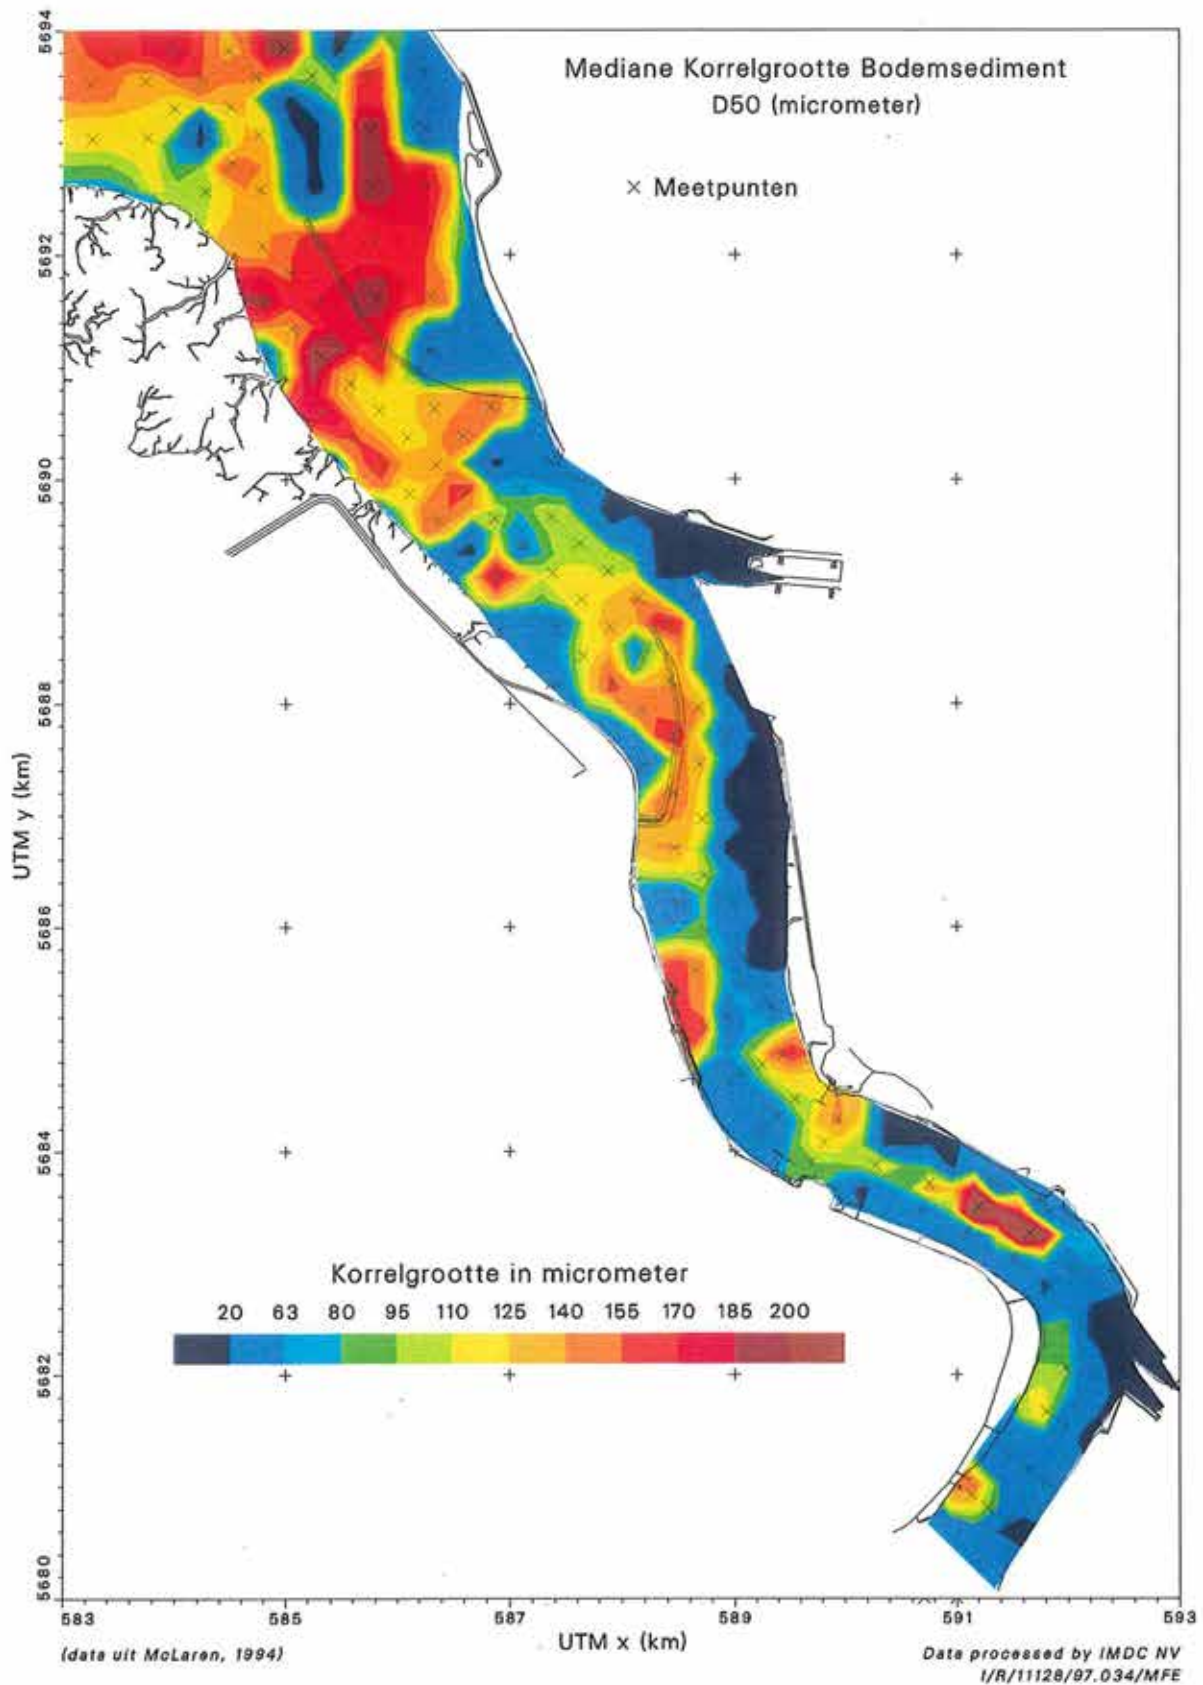 Mediane Korrelgrootte Bodemsediment
D50 (micrometer)
× Meetpunten
5694
5692
5690
5688
5686
5684
5682
5680
UTM y (km)
Korrelgrootte in micrometer
20 63 80 95 110 125 140 155 170 185 200
583 585 587 589 591 593
UTM x (km)
(data uit McLaren, 1994)
Data processed by IMDC NV
I/R/11128/97.034/MFE